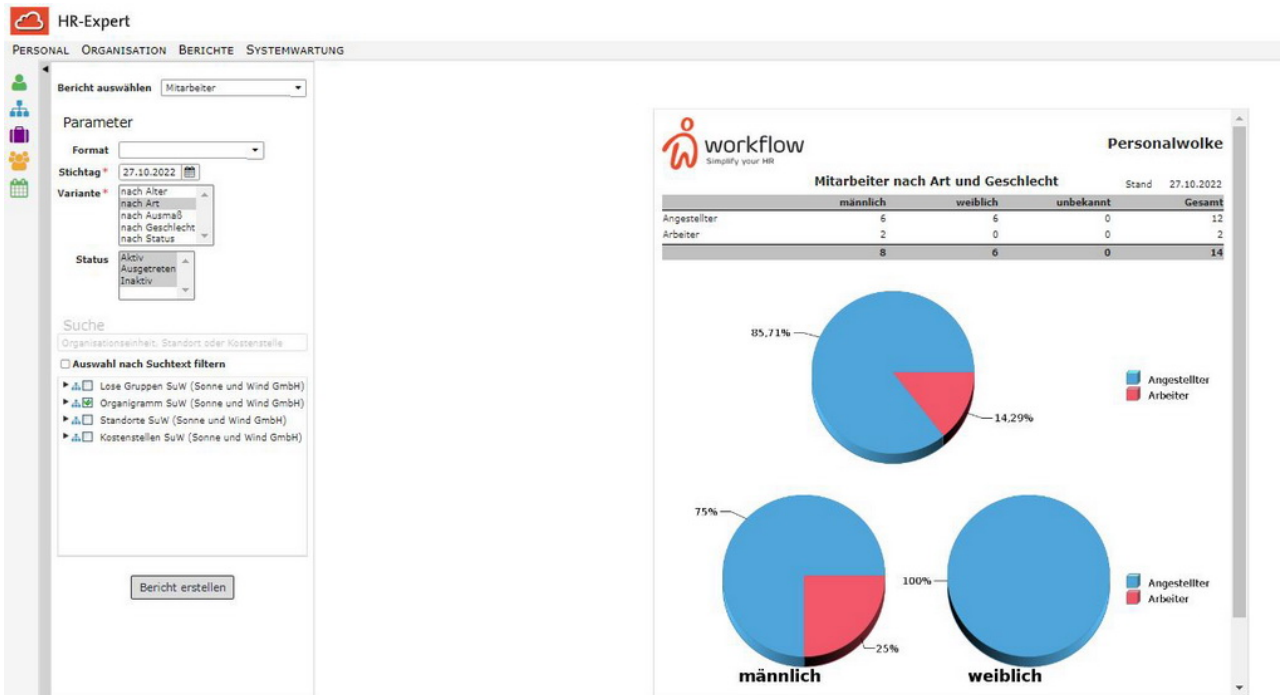 HR-Expert
PERSONAL ORGANISATION BERICHTE SYSTEMWARTUNG
Bericht auswählen Mitarbeiter
Parameter
Format
Stichtag * 27.10.2022
Variante * nach Alter
nach Art
nach Ausmaß
nach Geschlecht
nach Status
Status Aktiv
Ausgetreten
Inaktiv
Suche
Organisationseinheit, Standort oder Kostenstelle
Auswahl nach Suchtext filtern
Lose Gruppen SuW (Sonne und Wind GmbH)
Organigramm SuW (Sonne und Wind GmbH)
Standorte SuW (Sonne und Wind GmbH)
Kostenstellen SuW (Sonne und Wind GmbH)
Bericht erstellen
workflow
Simplify your HR
Personalwolke
Mitarbeiter nach Art und Geschlecht Stand 27.10.2022
männlich weiblich unbekannt Gesamt
Angestellter 6 6 0 12
Arbeiter 2 0 0 2
8 6 0 14
85,71%
14,29%
Angestellter
Arbeiter
75%
25%
männlich
100%
weiblich
Angestellter
Arbeiter